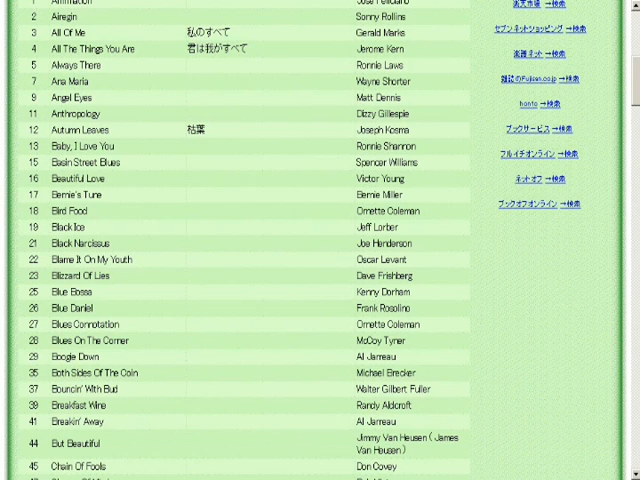 1 Affirmation Jose Feliciano
2 Airegin Sonny Rollins
3 All Of Me 私のすべて Gerald Marks
4 All The Things You Are 君は我がすべて Jerome Kern
5 Always There Ronnie Laws
7 Ana Maria Wayne Shorter
9 Angel Eyes Matt Dennis
11 Anthropology Dizzy Gillespie
12 Autumn Leaves 枯葉 Joseph Kosma
13 Baby, I Love You Ronnie Shannon
15 Basin Street Blues Spencer Williams
16 Beautiful Love Victor Young
17 Bernie's Tune Bernie Miller
18 Bird Food Ornette Coleman
19 Black Ice Jeff Lorber
21 Black Narcissus Joe Henderson
22 Blame It On My Youth Oscar Levant
23 Blizzard Of Lies Dave Frishberg
25 Blue Bossa Kenny Dorham
26 Blue Daniel Frank Rosolino
27 Blues Connotation Ornette Coleman
28 Blues On The Corner McCoy Tyner
29 Boogie Down Al Jarreau
35 Both Sides Of The Coin Michael Brecker
37 Bouncin' With Bud Walter Gilbert Fuller
39 Breakfast Wine Randy Aldcroft
41 Breakin' Away Al Jarreau
44 But Beautiful Jimmy Van Heusen ( James
Van Heusen )
45 Chain Of Fools Don Covey
楽天市場 →検索
セブンネットショッピング →検索
楽譜ネット →検索
雑誌のFujisan.co.jp →検索
honto →検索
ブックサービス →検索
フルイチオンライン →検索
ネットオフ →検索
ブックオフオンライン →検索